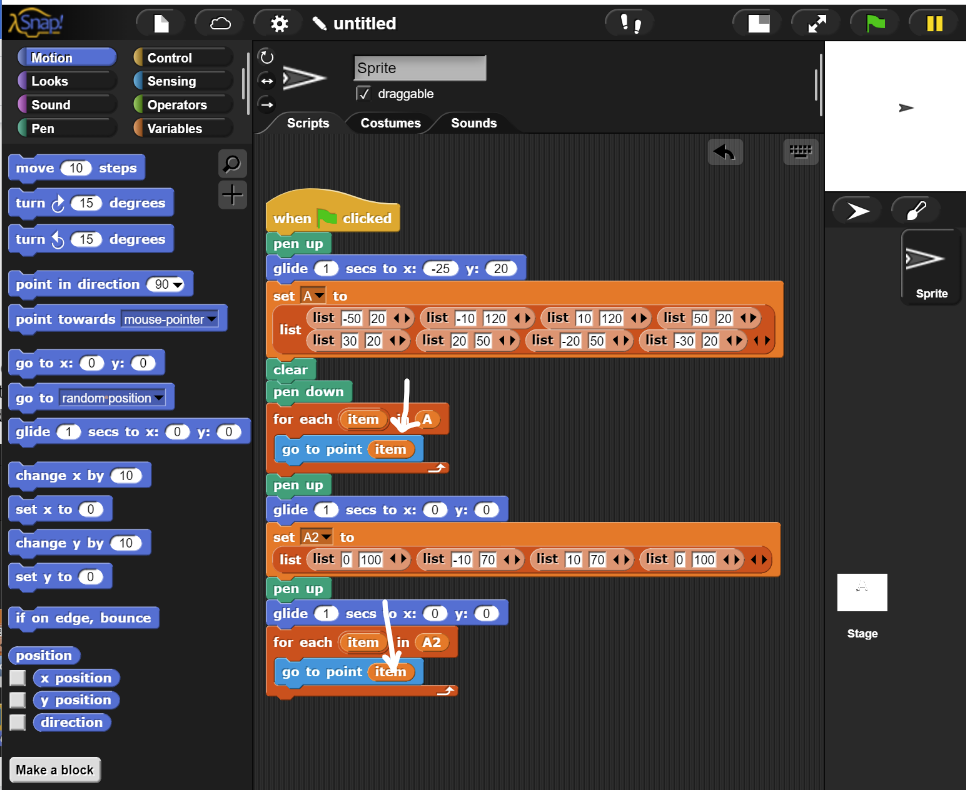 Snap!
untitled
Motion
Control
Looks
Sensing
Sound
Operators
Pen
Variables
move 10 steps
turn 15 degrees
turn 15 degrees
point in direction 90
point towards mouse-pointer
go to x: 0 y: 0
go to random position
glide 1 secs to x: 0 y: 0
change x by 10
set x to 0
change y by 10
set y to 0
if on edge, bounce
position
x position
y position
direction
Make a block
Sprite
draggable
Scripts Costumes Sounds
when clicked
pen up
glide 1 secs to x: -25 y: 20
set A to
list list -50 20 list -10 120 list 10 120 list 50 20
list 30 20 list 20 50 list -20 50 list -30 20
clear
pen down
for each item in A
go to point item
pen up
glide 1 secs to x: 0 y: 0
set A2 to
list list 0 100 list -10 70 list 10 70 list 0 100
pen up
glide 1 secs to x: 0 y: 0
for each item in A2
go to point item
Sprite
Stage